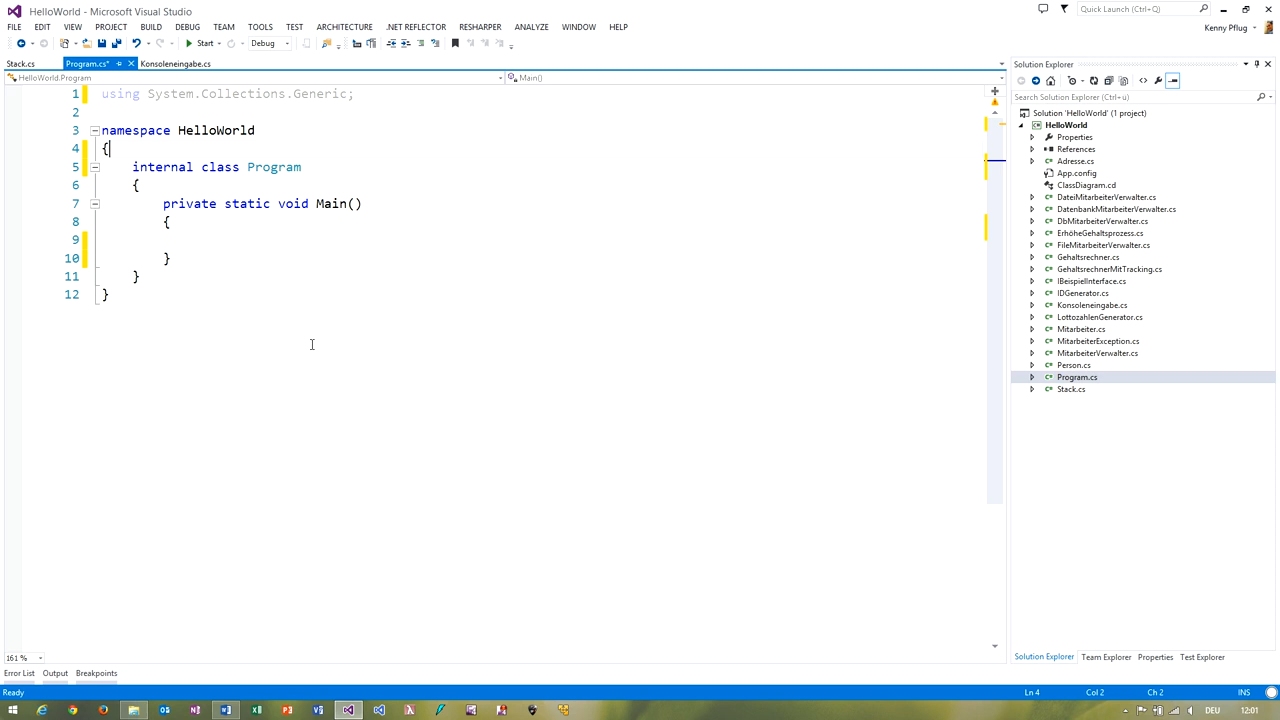 HelloWorld - Microsoft Visual Studio
Quick Launch (Ctrl+Q)
FILE EDIT VIEW PROJECT BUILD DEBUG TEAM TOOLS TEST ARCHITECTURE .NET REFLECTOR RESHARPER ANALYZE WINDOW HELP
Kenny Pflug
Start Debug
Stack.cs Program.cs* Konsoleneingabe.cs
HelloWorld.Program Main()
1 using System.Collections.Generic;
2
3 namespace HelloWorld
4 {
5 internal class Program
6 {
7 private static void Main()
8 {
9
10 }
11 }
12 }
161 %
Error List Output Breakpoints
Solution Explorer
Search Solution Explorer (Ctrl+ü)
Solution 'HelloWorld' (1 project)
HelloWorld
Properties
References
Adresse.cs
App.config
ClassDiagram.cd
DateiMitarbeiterVerwalter.cs
DatenbankMitarbeiterVerwalter.cs
DbMitarbeiterVerwalter.cs
ErhöheGehaltsprozess.cs
FileMitarbeiterVerwalter.cs
Gehaltsrechner.cs
GehaltsrechnerMitTracking.cs
IBeispielInterface.cs
IDGenerator.cs
Konsoleneingabe.cs
LottozahlenGenerator.cs
Mitarbeiter.cs
MitarbeiterException.cs
MitarbeiterVerwalter.cs
Person.cs
Program.cs
Stack.cs
Solution Explorer Team Explorer Properties Test Explorer
Ready Ln 4 Col 2 Ch 2 INS
DEU 12:01